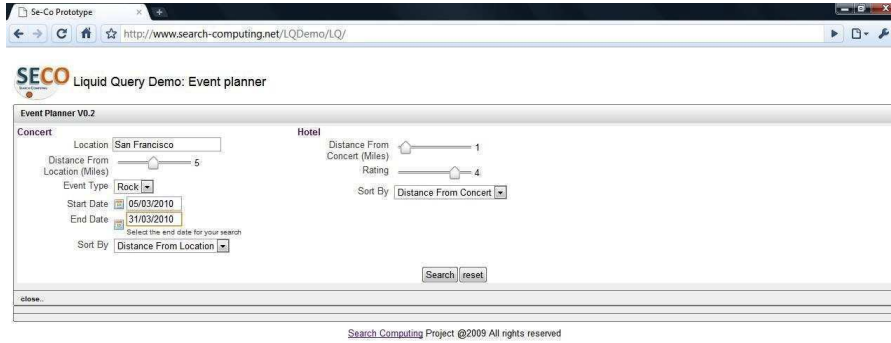 Se-Co Prototype
http://www.search-computing.net/LQDemo/LQ/
SECO Liquid Query Demo: Event planner
Event Planner V0.2
Concert
Location San Francisco
Distance From Location (Miles) 5
Event Type Rock
Start Date 05/03/2010
End Date 31/03/2010
Select the end date for your search
Sort By Distance From Location
Hotel
Distance From Concert (Miles) 1
Rating 4
Sort By Distance From Concert
Search reset
close..
Search Computing Project @2009 All rights reserved